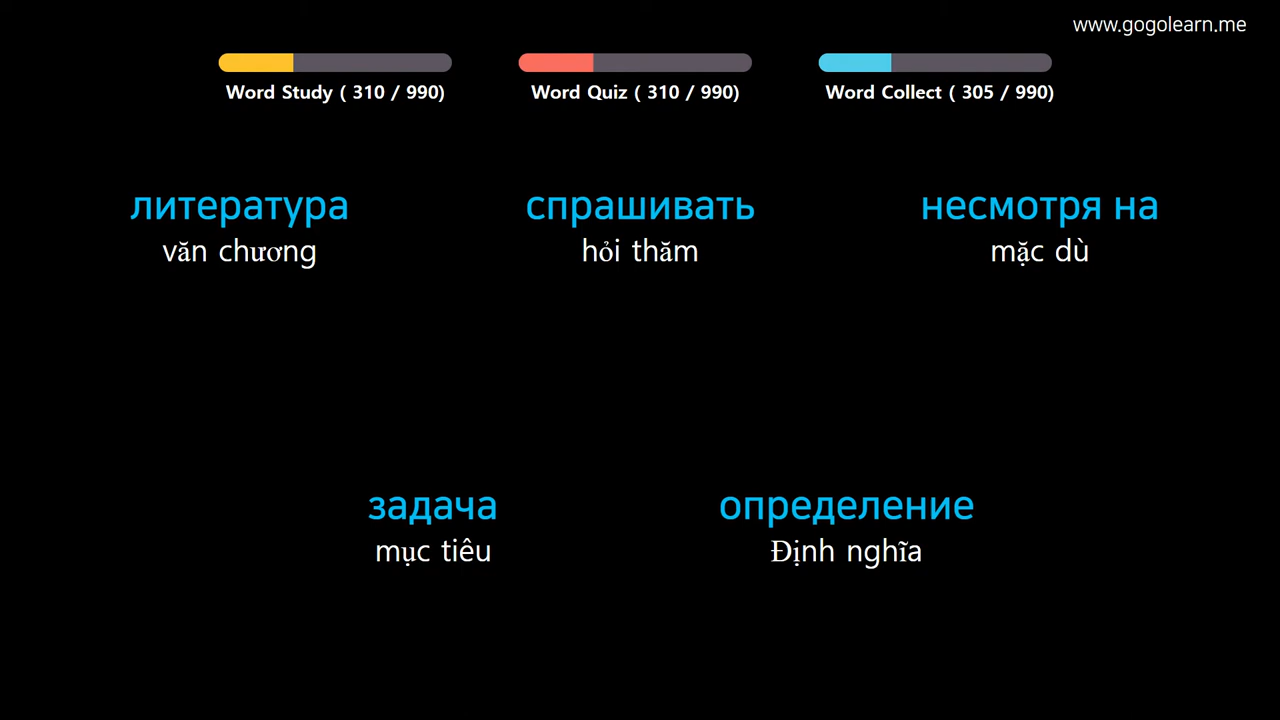 www.gogolearn.me
Word Study ( 310 / 990)
Word Quiz ( 310 / 990)
Word Collect ( 305 / 990)
литература
спрашивать
несмотря на
văn chương
hỏi thăm
mặc dù
задача
определение
mục tiêu
Định nghĩa